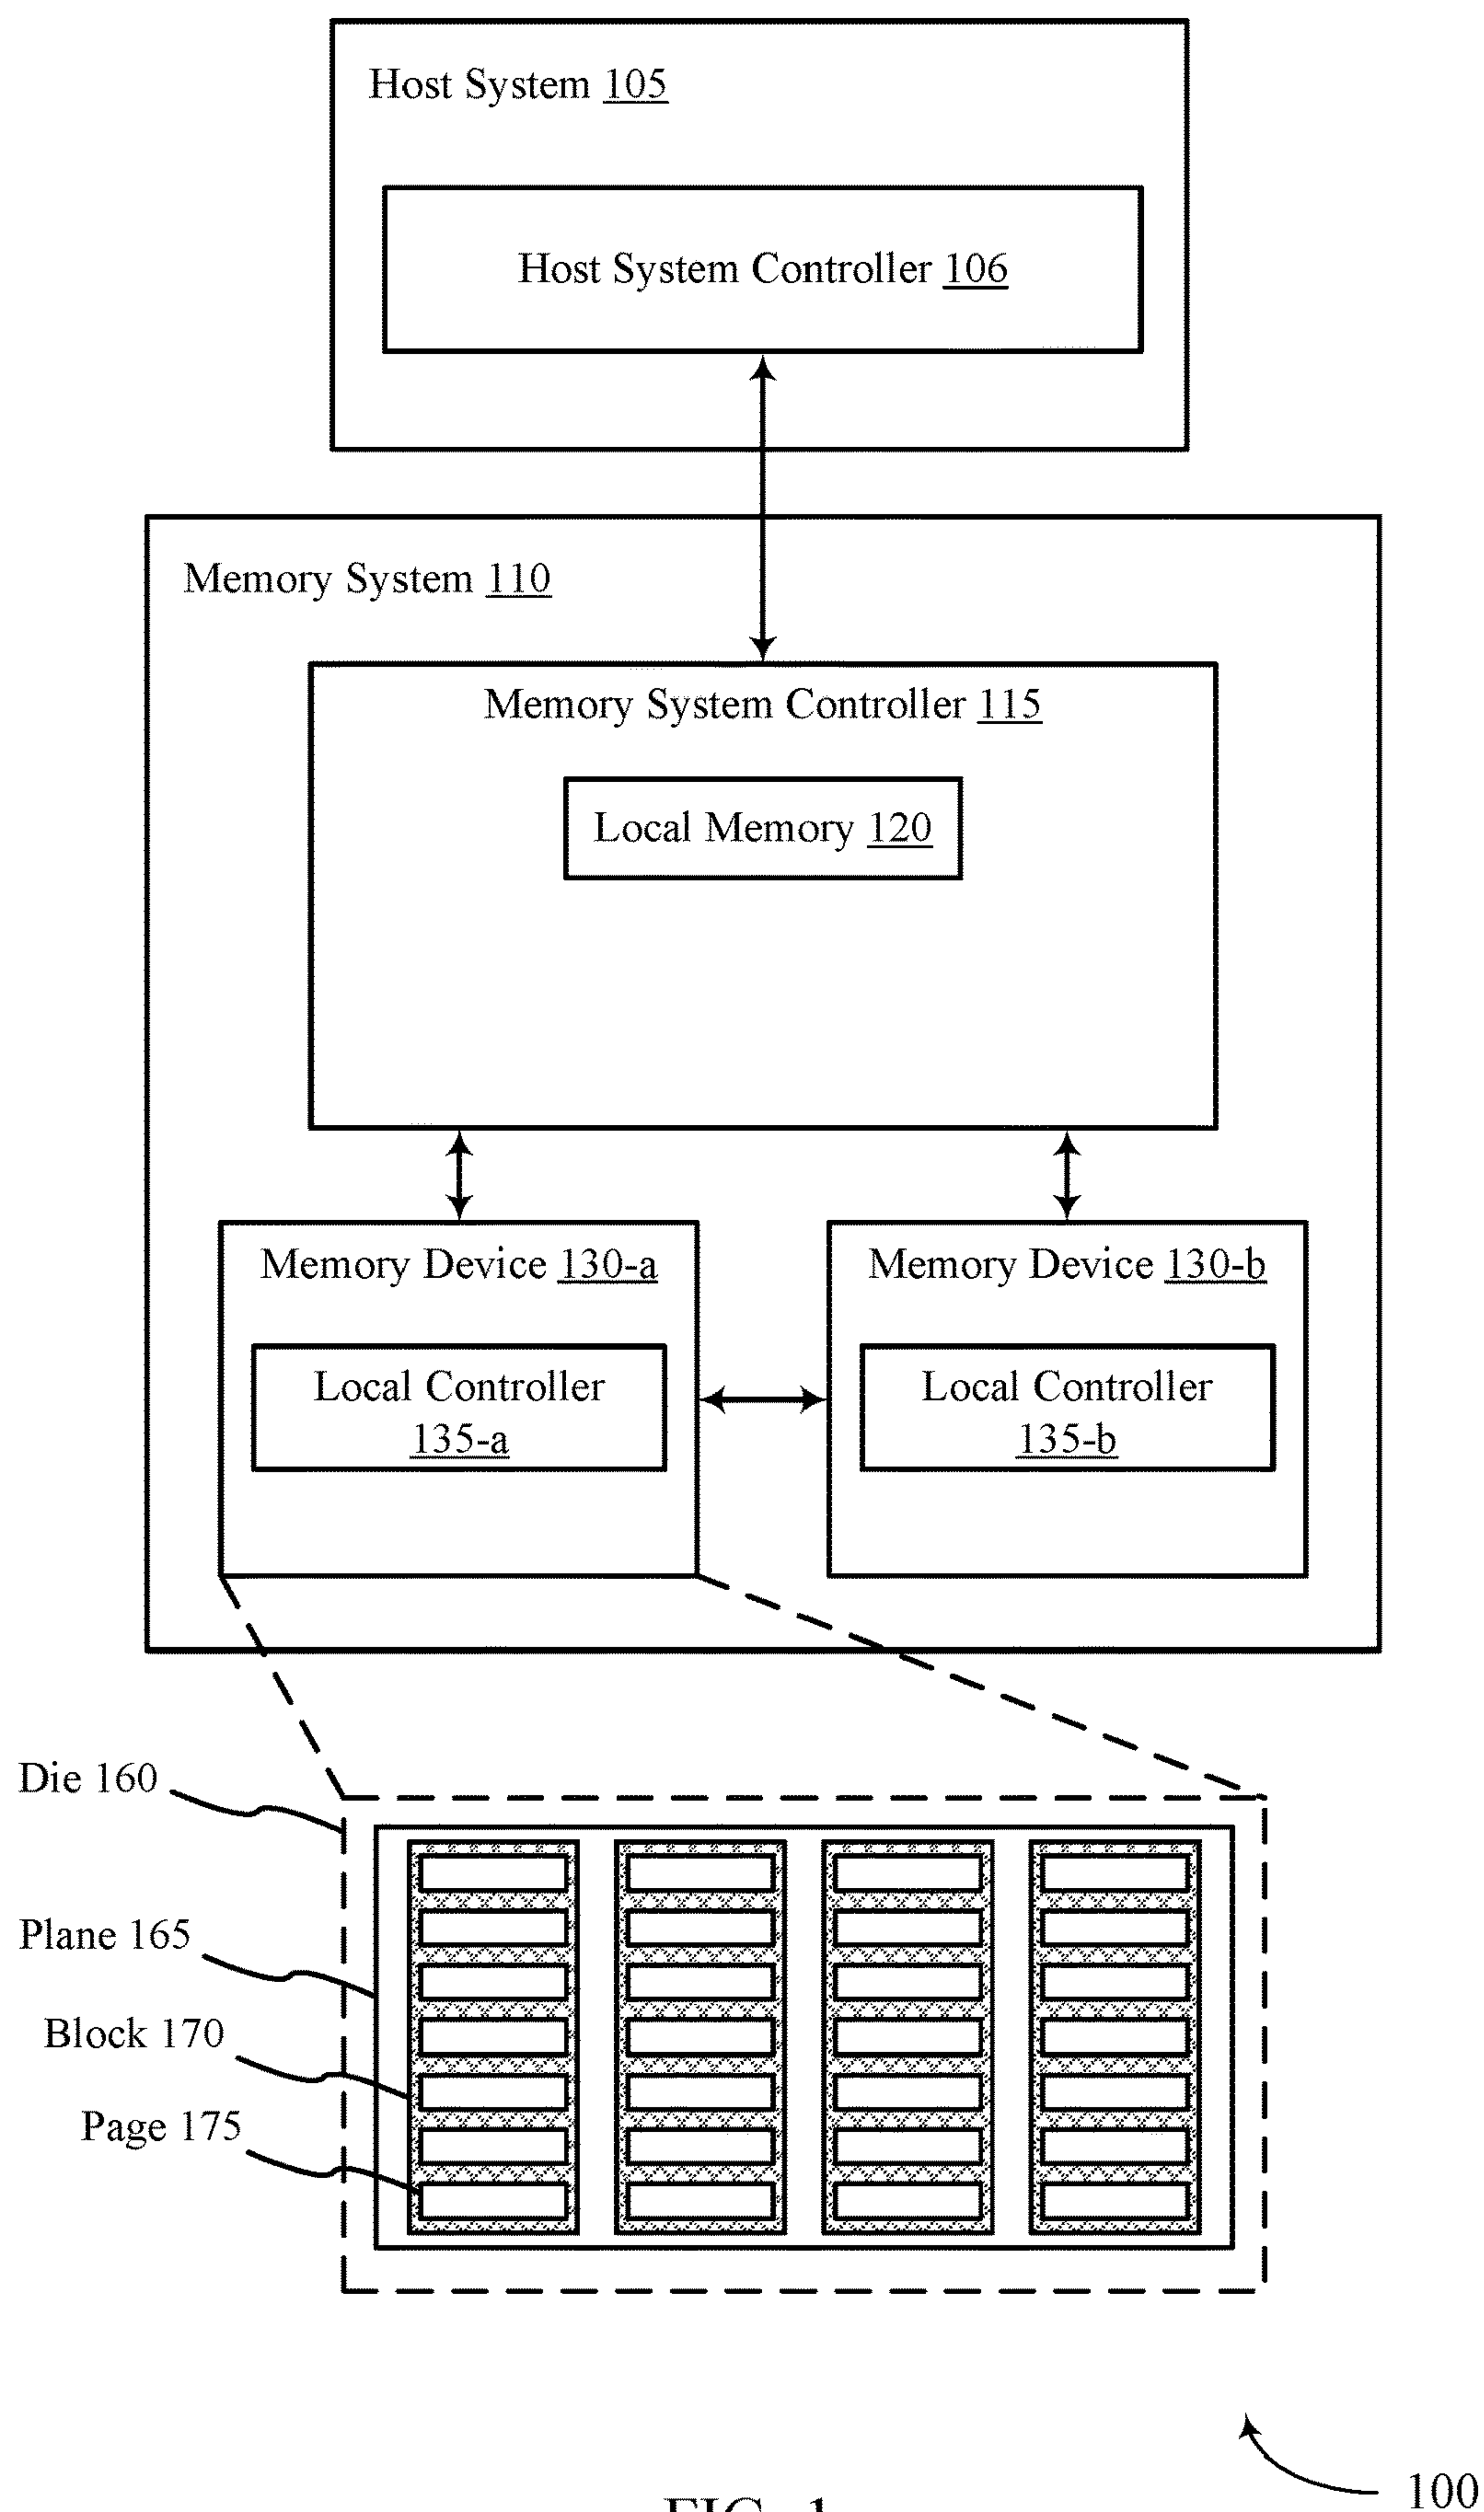 Host System 105
Host System Controller 106
Memory System 110
Memory System Controller 115
Local Memory 120
Memory Device 130-a
Memory Device 130-b
Local Controller
135-a
Local Controller
135-b
Die 160
Plane 165
Block 170
Page 175
100
FIG. 1